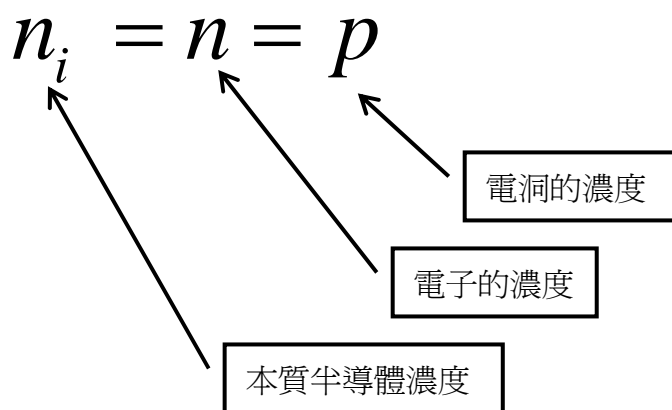 nᵢ = n = p
電洞的濃度
電子的濃度
本質半導體濃度